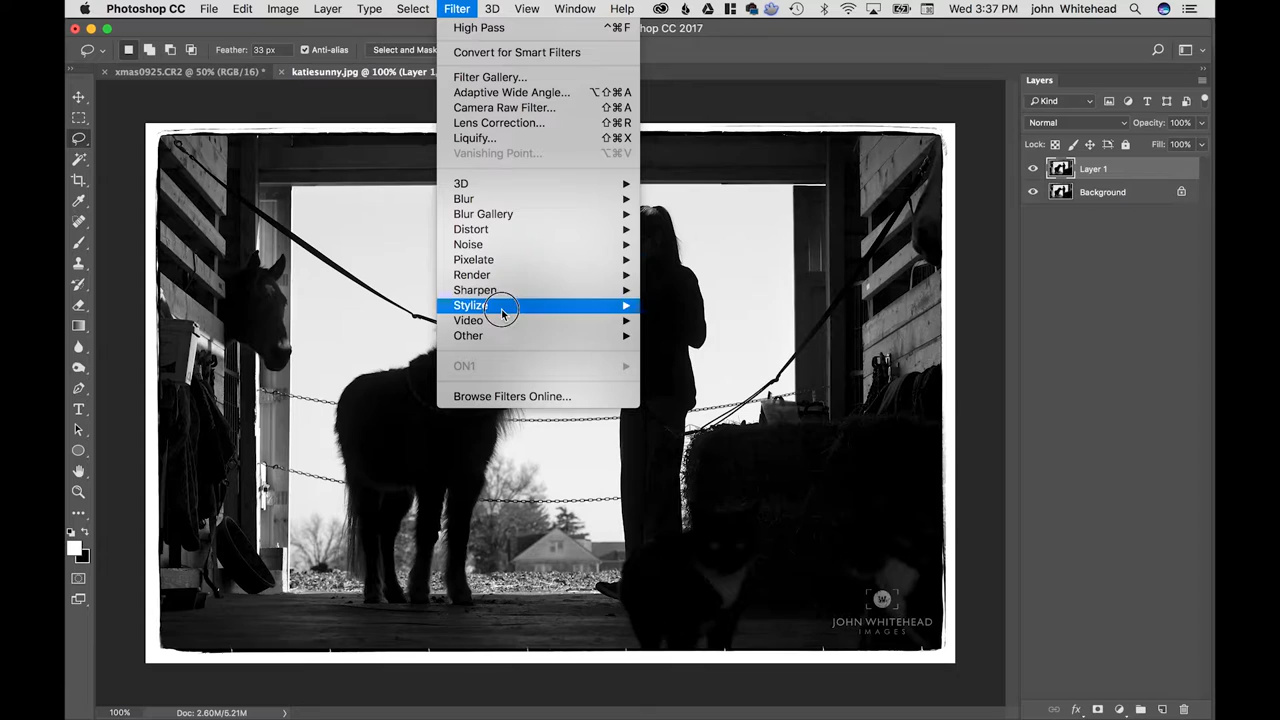 Photoshop CC File Edit Image Layer Type Select Filter 3D View Window Help Wed 3:37 PM john Whitehead
hop CC 2017
Feather: 33 px Anti-alias Select and Mask
× xmas0925.CR2 @ 50% (RGB/16) * × katiesunny.jpg @ 100% (Layer 1,
High Pass ^⌘F
Convert for Smart Filters
Filter Gallery...
Adaptive Wide Angle... ⌥⇧⌘A
Camera Raw Filter... ⇧⌘A
Lens Correction... ⇧⌘R
Liquify... ⇧⌘X
Vanishing Point... ⌥⌘V
3D
Blur
Blur Gallery
Distort
Noise
Pixelate
Render
Sharpen
Stylize
Video
Other
ON1
Browse Filters Online...
Layers
Kind
Normal Opacity: 100%
Lock: Fill: 100%
Layer 1
Background
W
JOHN WHITEHEAD
IMAGES
100% Doc: 2.60M/5.21M
fx